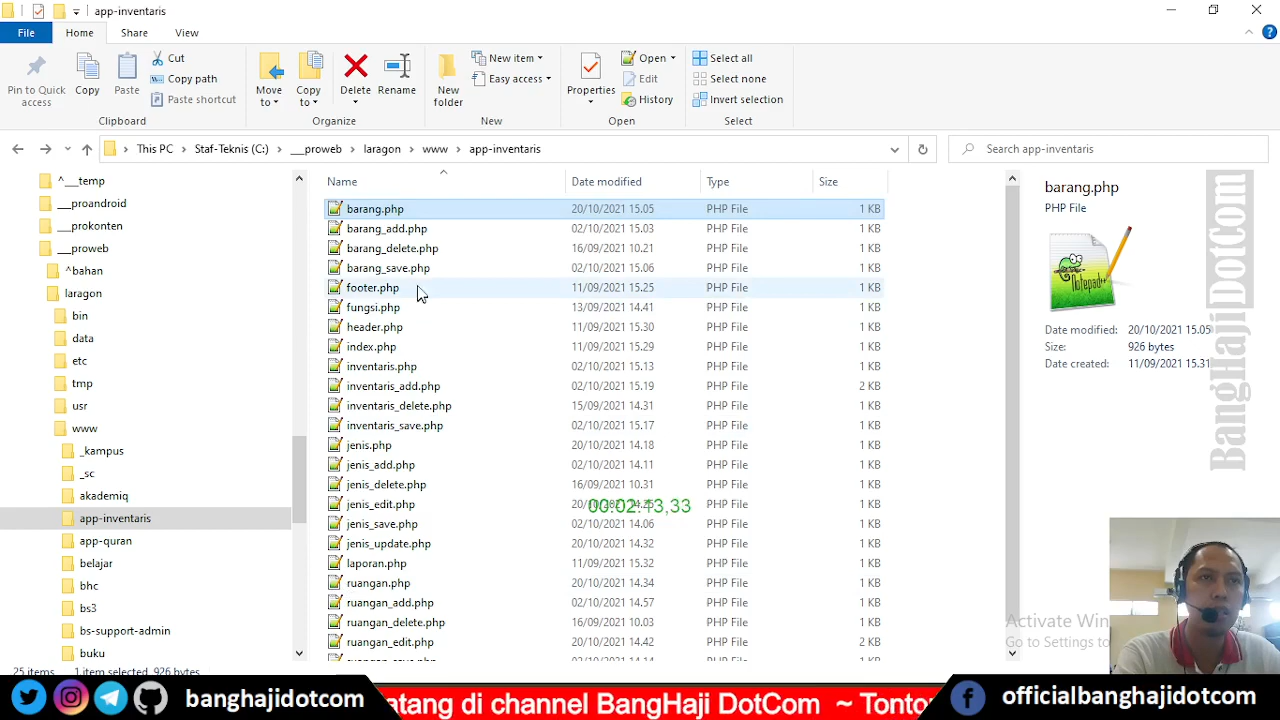 app-inventaris
File
Home
Share
View
Pin to Quick access
Copy
Paste
Cut
Copy path
Paste shortcut
Clipboard
Move to
Copy to
Delete
Rename
Organize
New folder
New item
Easy access
New
Properties
Open
Edit
History
Open
Select all
Select none
Invert selection
Select
This PC > Staf-Teknis (C:) > ___proweb > laragon > www > app-inventaris
Search app-inventaris
^___temp
__proandroid
__prokonten
__proweb
^bahan
laragon
bin
data
etc
tmp
usr
www
_kampus
_sc
akademiq
app-inventaris
app-quran
belajar
bhc
bs3
bs-support-admin
buku
Name Date modified Type Size
barang.php 20/10/2021 15.05 PHP File 1 KB
barang_add.php 02/10/2021 15.03 PHP File 1 KB
barang_delete.php 16/09/2021 10.21 PHP File 1 KB
barang_save.php 02/10/2021 15.06 PHP File 1 KB
footer.php 11/09/2021 15.25 PHP File 1 KB
fungsi.php 13/09/2021 14.41 PHP File 1 KB
header.php 11/09/2021 15.30 PHP File 1 KB
index.php 11/09/2021 15.29 PHP File 1 KB
inventaris.php 02/10/2021 15.13 PHP File 1 KB
inventaris_add.php 02/10/2021 15.19 PHP File 2 KB
inventaris_delete.php 15/09/2021 14.31 PHP File 1 KB
inventaris_save.php 02/10/2021 15.17 PHP File 1 KB
jenis.php 20/10/2021 14.18 PHP File 1 KB
jenis_add.php 02/10/2021 14.11 PHP File 1 KB
jenis_delete.php 16/09/2021 10.31 PHP File 1 KB
jenis_edit.php PHP File 1 KB
00:02:13,33
jenis_save.php 02/10/2021 14.06 PHP File 1 KB
jenis_update.php 20/10/2021 14.32 PHP File 1 KB
laporan.php 11/09/2021 15.32 PHP File 1 KB
ruangan.php 20/10/2021 14.34 PHP File 1 KB
ruangan_add.php 02/10/2021 14.57 PHP File 1 KB
ruangan_delete.php 16/09/2021 10.03 PHP File 1 KB
ruangan_edit.php 20/10/2021 14.42 PHP File 2 KB
barang.php
PHP File
Notepad++
Date modified: 20/10/2021 15.05
Size: 926 bytes
Date created: 11/09/2021 15.31
BangHaji DotCom
Activate Win
Go to Settings to
25 items 1 item selected 926 bytes
banghajidotcom
atang di channel BangHaji DotCom ~ Tonto
officialbanghajidotcom